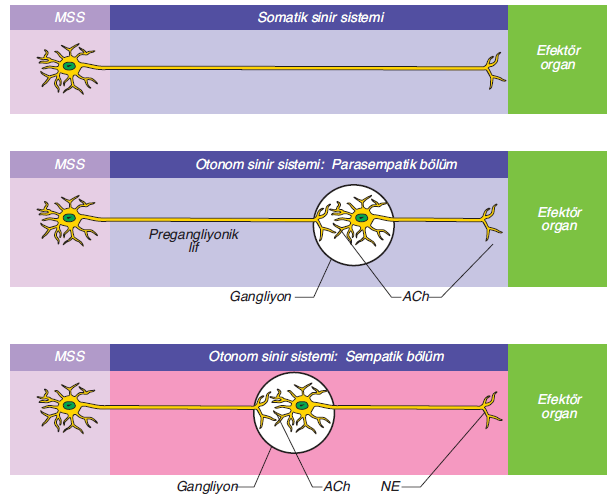 MSS
Somatik sinir sistemi
Efektör
organ
MSS
Otonom sinir sistemi: Parasempatik bölüm
Efektör
organ
Pregangliyonik
lif
Gangliyon
ACh
MSS
Otonom sinir sistemi: Sempatik bölüm
Efektör
organ
Gangliyon
ACh
NE